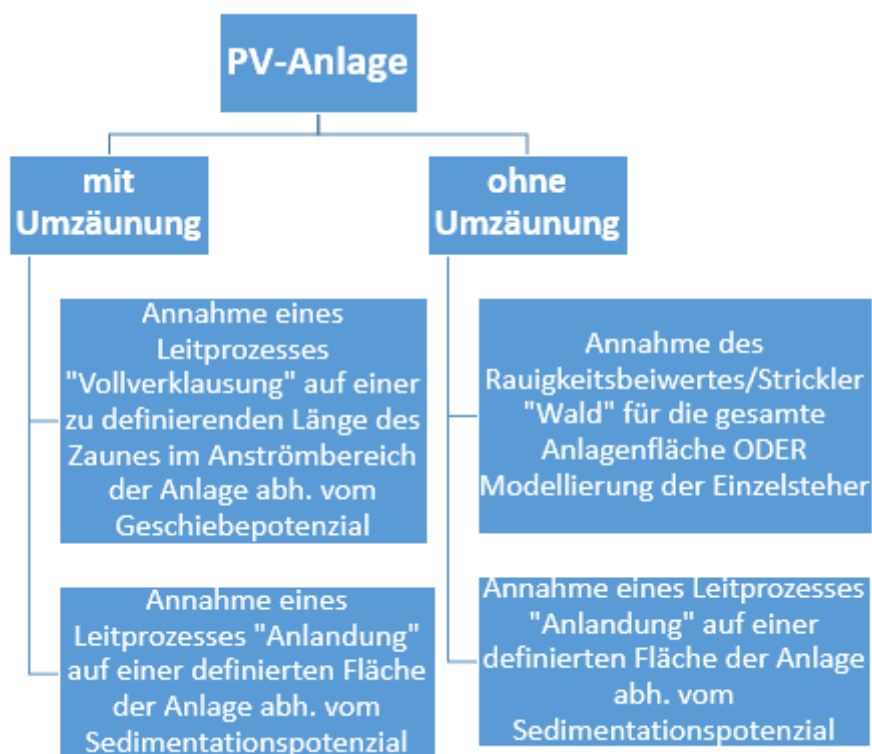 PV-Anlage
mit
Umzäunung
Annahme eines
Leitprozesses
"Vollverklausung" auf einer
zu definierenden Länge des
Zaunes im Anströmbereich
der Anlage abh. vom
Geschiebepotenzial
Annahme eines
Leitprozesses "Anlandung"
auf einer definierten Fläche
der Anlage abh. vom
Sedimentationspotenzial
ohne
Umzäunung
Annahme des
Rauigkeitsbeiwertes/Strickler
"Wald" für die gesamte
Anlagenfläche ODER
Modellierung der Einzelsteher
Annahme eines Leitprozesses
"Anlandung" auf einer
definierten Fläche der Anlage
abh. vom
Sedimentationspotenzial